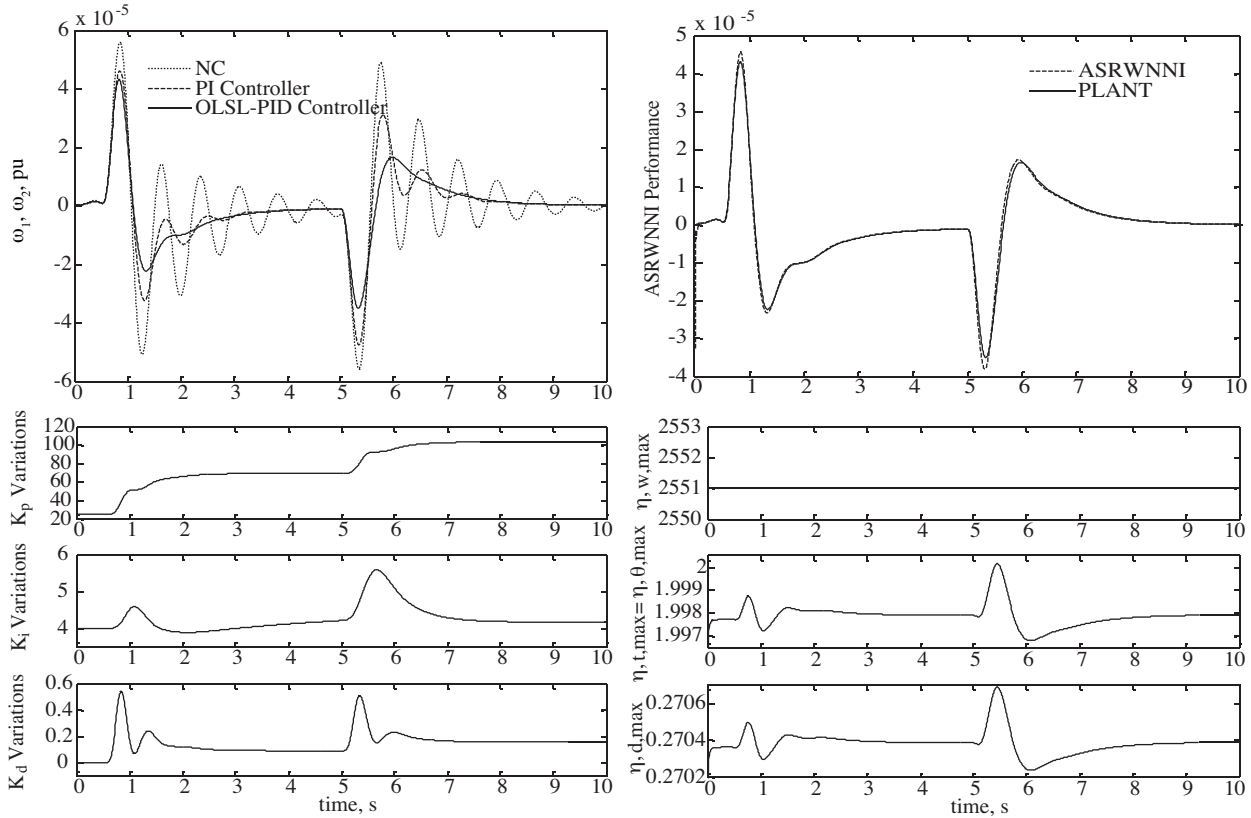 x 10 -5
6
4
2
0
-2
-4
-6
ω1, ω2, pu
NC
PI Controller
OLSL-PID Controller
0 1 2 3 4 5 6 7 8 9 10
x 10 -5
5
4
3
2
1
0
-1
-2
-3
-4
ASRWNNI Performance
ASRWNNI
PLANT
0 1 2 3 4 5 6 7 8 9 10
120
100
80
60
40
20
Kp Variations
0 1 2 3 4 5 6 7 8 9 10
6
5
4
Ki Variations
0 1 2 3 4 5 6 7 8 9 10
0.6
0.4
0.2
0
Kd Variations
0 1 2 3 4 5 6 7 8 9 10
time, s
2553
2552
2551
2550
η, w,max
0 1 2 3 4 5 6 7 8 9 10
2
1.999
1.998
1.997
η, t,max= η, θ,max
0 1 2 3 4 5 6 7 8 9 10
0.2706
0.2704
0.2702
η, d,max
0 1 2 3 4 5 6 7 8 9 10
time, s